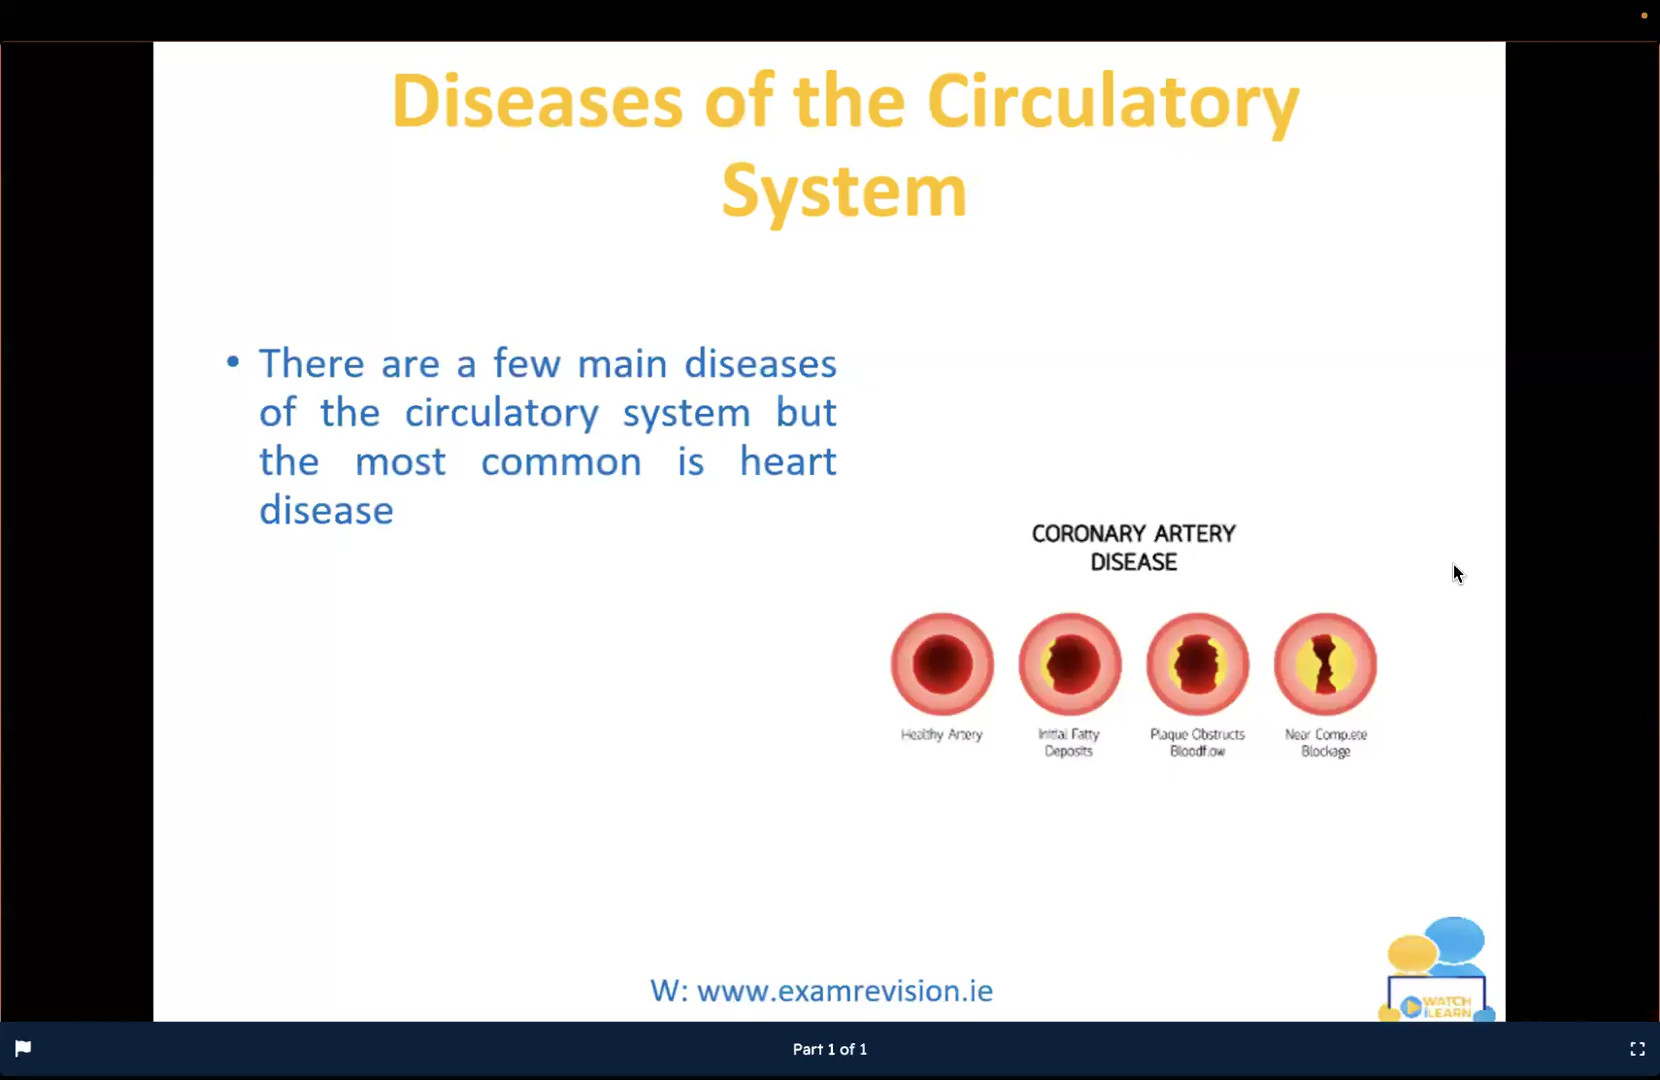 Diseases of the Circulatory
System
• There are a few main diseases
of the circulatory system but
the most common is heart
disease
CORONARY ARTERY
DISEASE
Healthy Artery
Initial Fatty
Deposits
Plaque Obstructs
Bloodflow
Near Complete
Blockage
W: www.examrevision.ie
WATCH
LEARN
Part 1 of 1